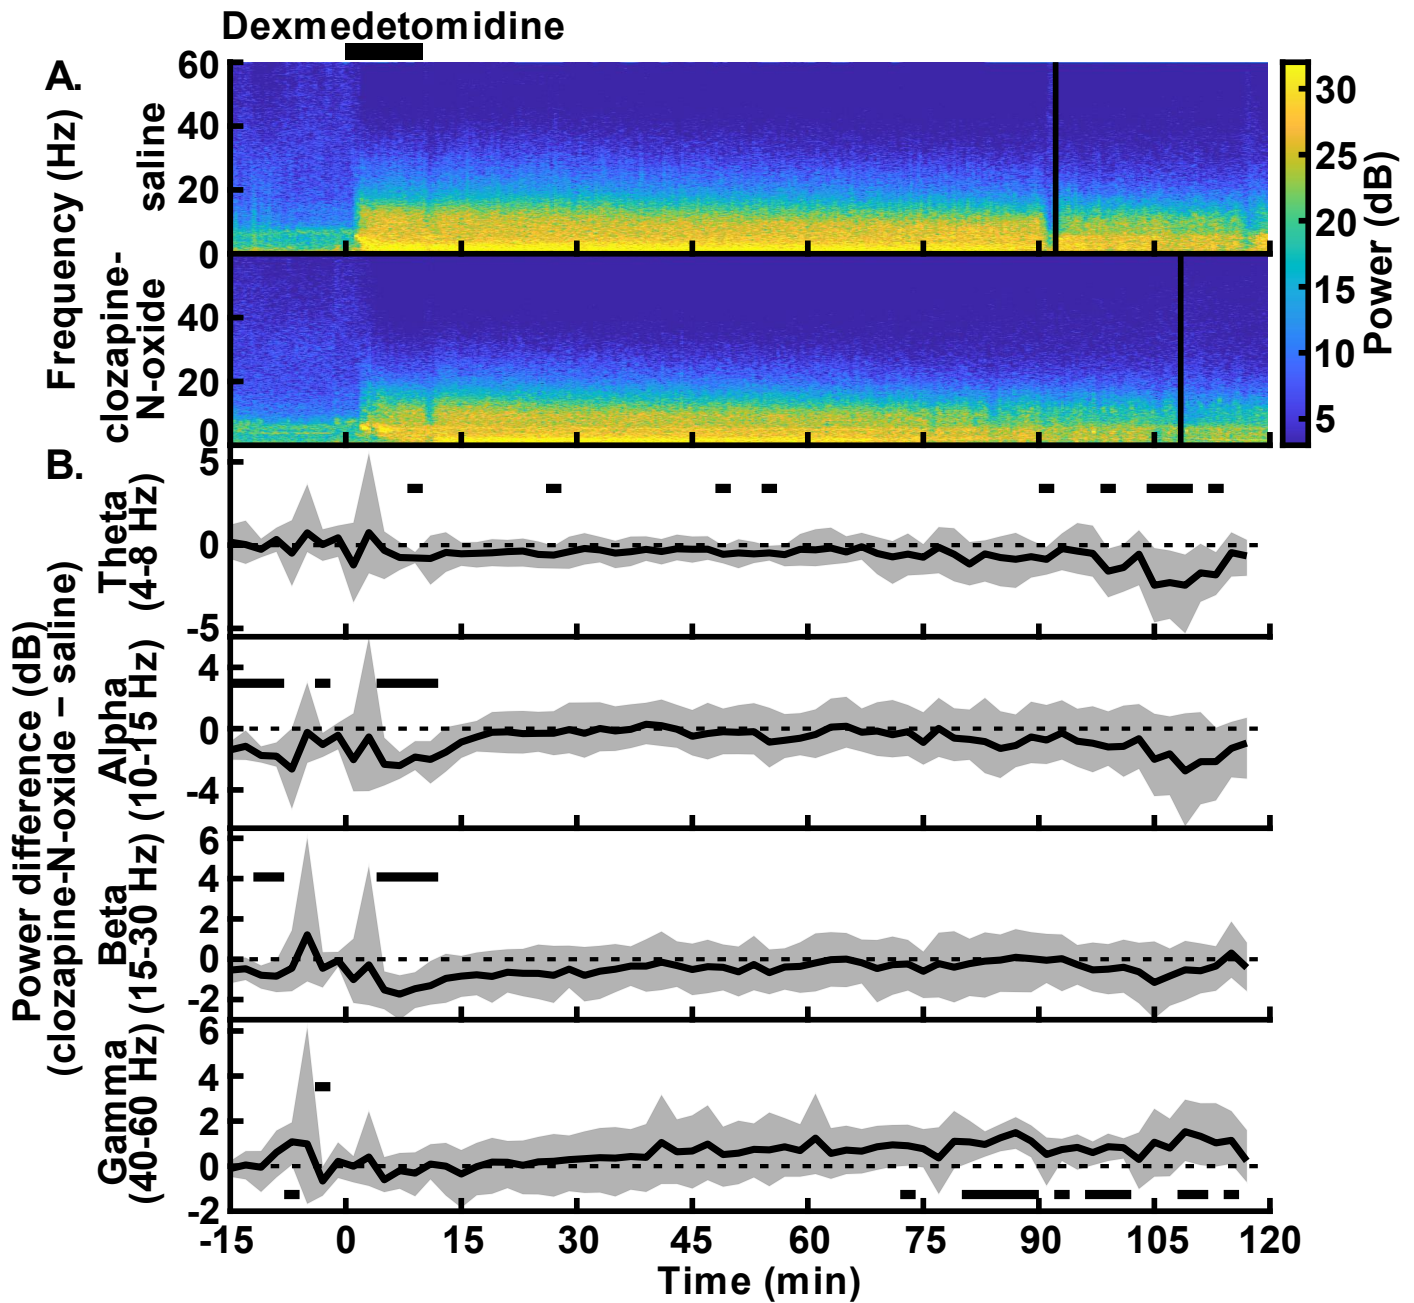 Dexmedetomidine
A.
Frequency (Hz)
saline
60
40
20
0
clozapine-
N-oxide
40
20
0
30
25
20
15
10
5
Power (dB)
B.
Power difference (dB)
(clozapine-N-oxide – saline)
Theta
(4-8 Hz)
5
0
-5
Alpha
(10-15 Hz)
4
0
-4
Beta
(15-30 Hz)
6
4
2
0
-2
Gamma
(40-60 Hz)
6
4
2
0
-2
-15 0 15 30 45 60 75 90 105 120
Time (min)